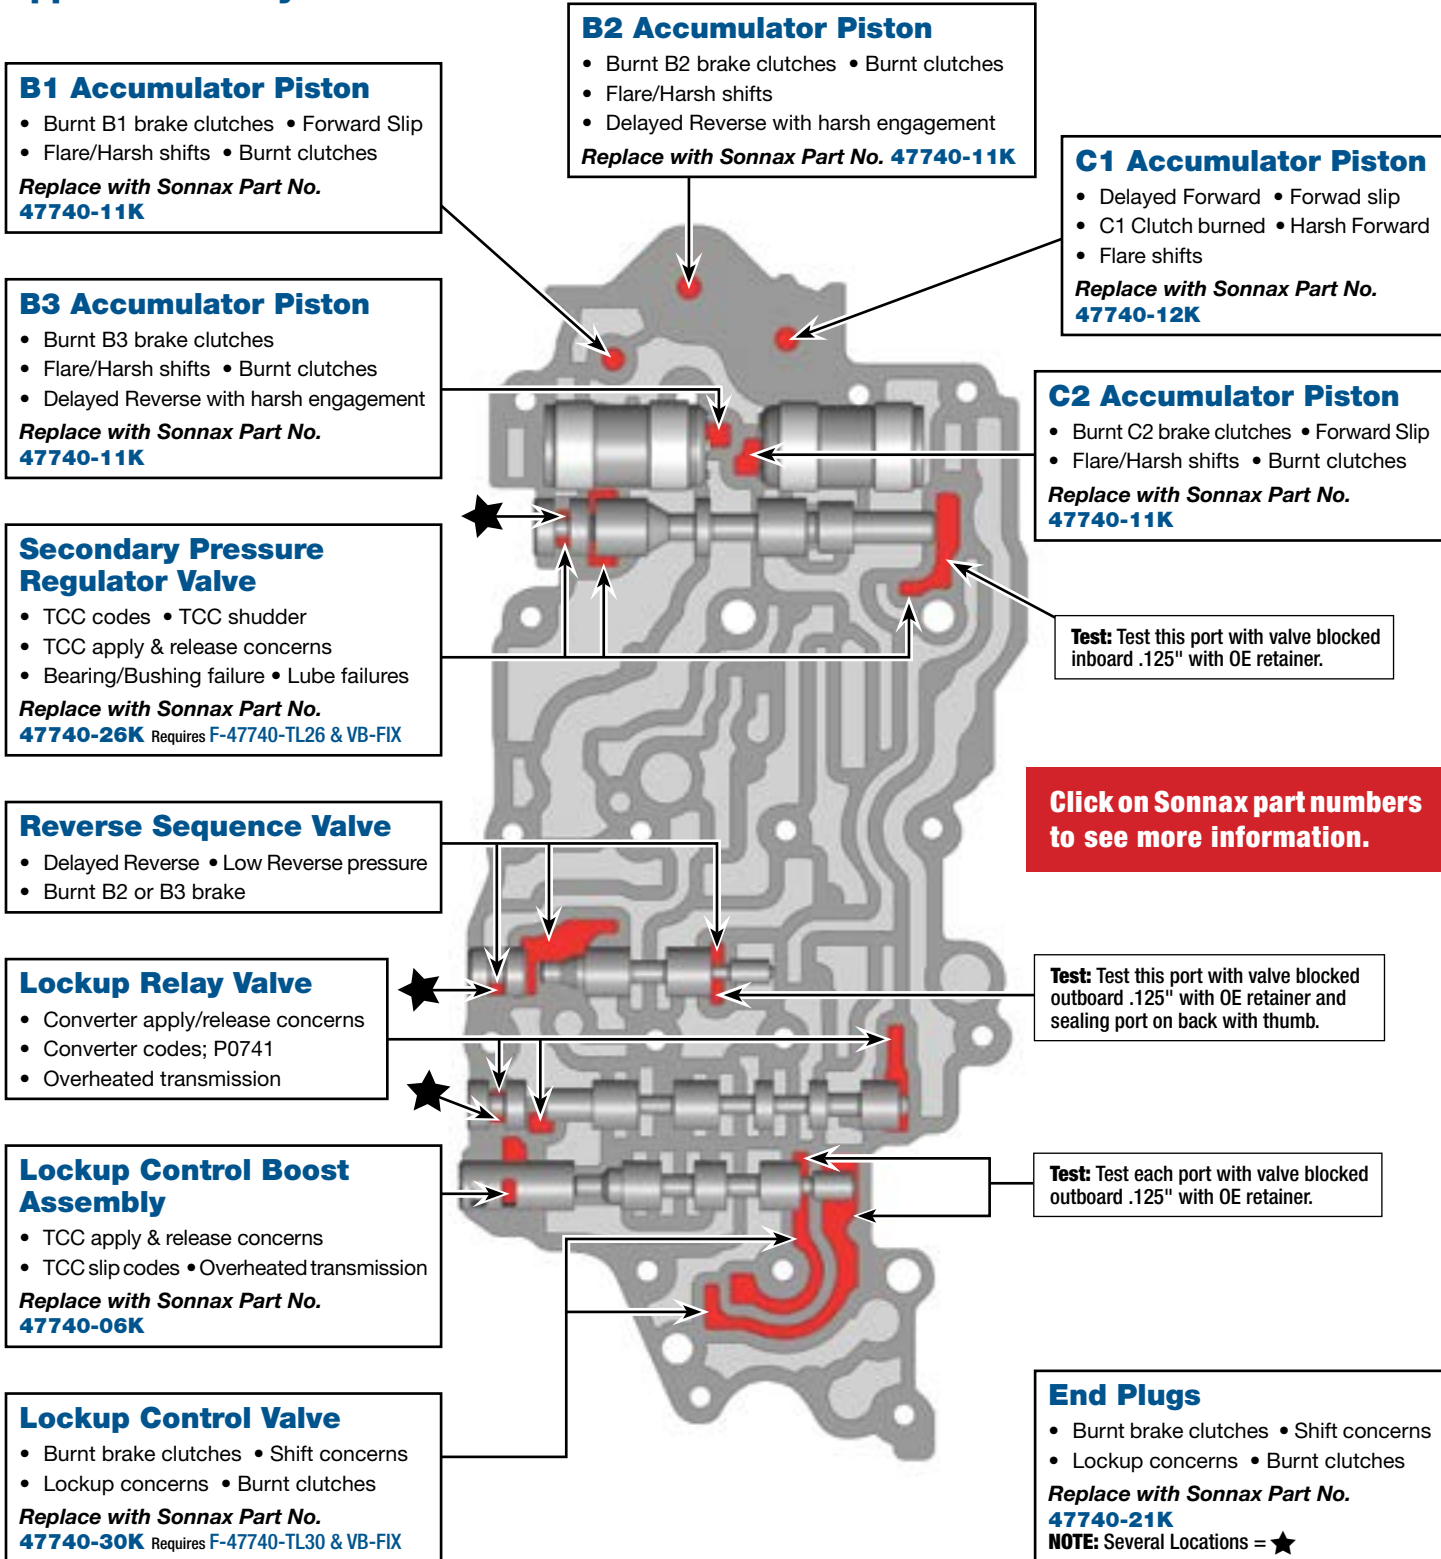 B2 Accumulator Piston
• Burnt B2 brake clutches • Burnt clutches
• Flare/Harsh shifts
• Delayed Reverse with harsh engagement
Replace with Sonnax Part No. 47740-11K
B1 Accumulator Piston
• Burnt B1 brake clutches • Forward Slip
• Flare/Harsh shifts • Burnt clutches
Replace with Sonnax Part No.
47740-11K
C1 Accumulator Piston
• Delayed Forward • Forwad slip
• C1 Clutch burned • Harsh Forward
• Flare shifts
Replace with Sonnax Part No.
47740-12K
B3 Accumulator Piston
• Burnt B3 brake clutches
• Flare/Harsh shifts • Burnt clutches
• Delayed Reverse with harsh engagement
Replace with Sonnax Part No.
47740-11K
C2 Accumulator Piston
• Burnt C2 brake clutches • Forward Slip
• Flare/Harsh shifts • Burnt clutches
Replace with Sonnax Part No.
47740-11K
Secondary Pressure
Regulator Valve
• TCC codes • TCC shudder
• TCC apply & release concerns
• Bearing/Bushing failure • Lube failures
Replace with Sonnax Part No.
47740-26K Requires F-47740-TL26 & VB-FIX
Test: Test this port with valve blocked
inboard .125" with OE retainer.
Click on Sonnax part numbers
to see more information.
Reverse Sequence Valve
• Delayed Reverse • Low Reverse pressure
• Burnt B2 or B3 brake
Lockup Relay Valve
• Converter apply/release concerns
• Converter codes; P0741
• Overheated transmission
Test: Test this port with valve blocked
outboard .125" with OE retainer and
sealing port on back with thumb.
Lockup Control Boost
Assembly
• TCC apply & release concerns
• TCC slip codes • Overheated transmission
Replace with Sonnax Part No.
47740-06K
Test: Test each port with valve blocked
outboard .125" with OE retainer.
Lockup Control Valve
• Burnt brake clutches • Shift concerns
• Lockup concerns • Burnt clutches
Replace with Sonnax Part No.
47740-30K Requires F-47740-TL30 & VB-FIX
End Plugs
• Burnt brake clutches • Shift concerns
• Lockup concerns • Burnt clutches
Replace with Sonnax Part No.
47740-21K
NOTE: Several Locations = ★